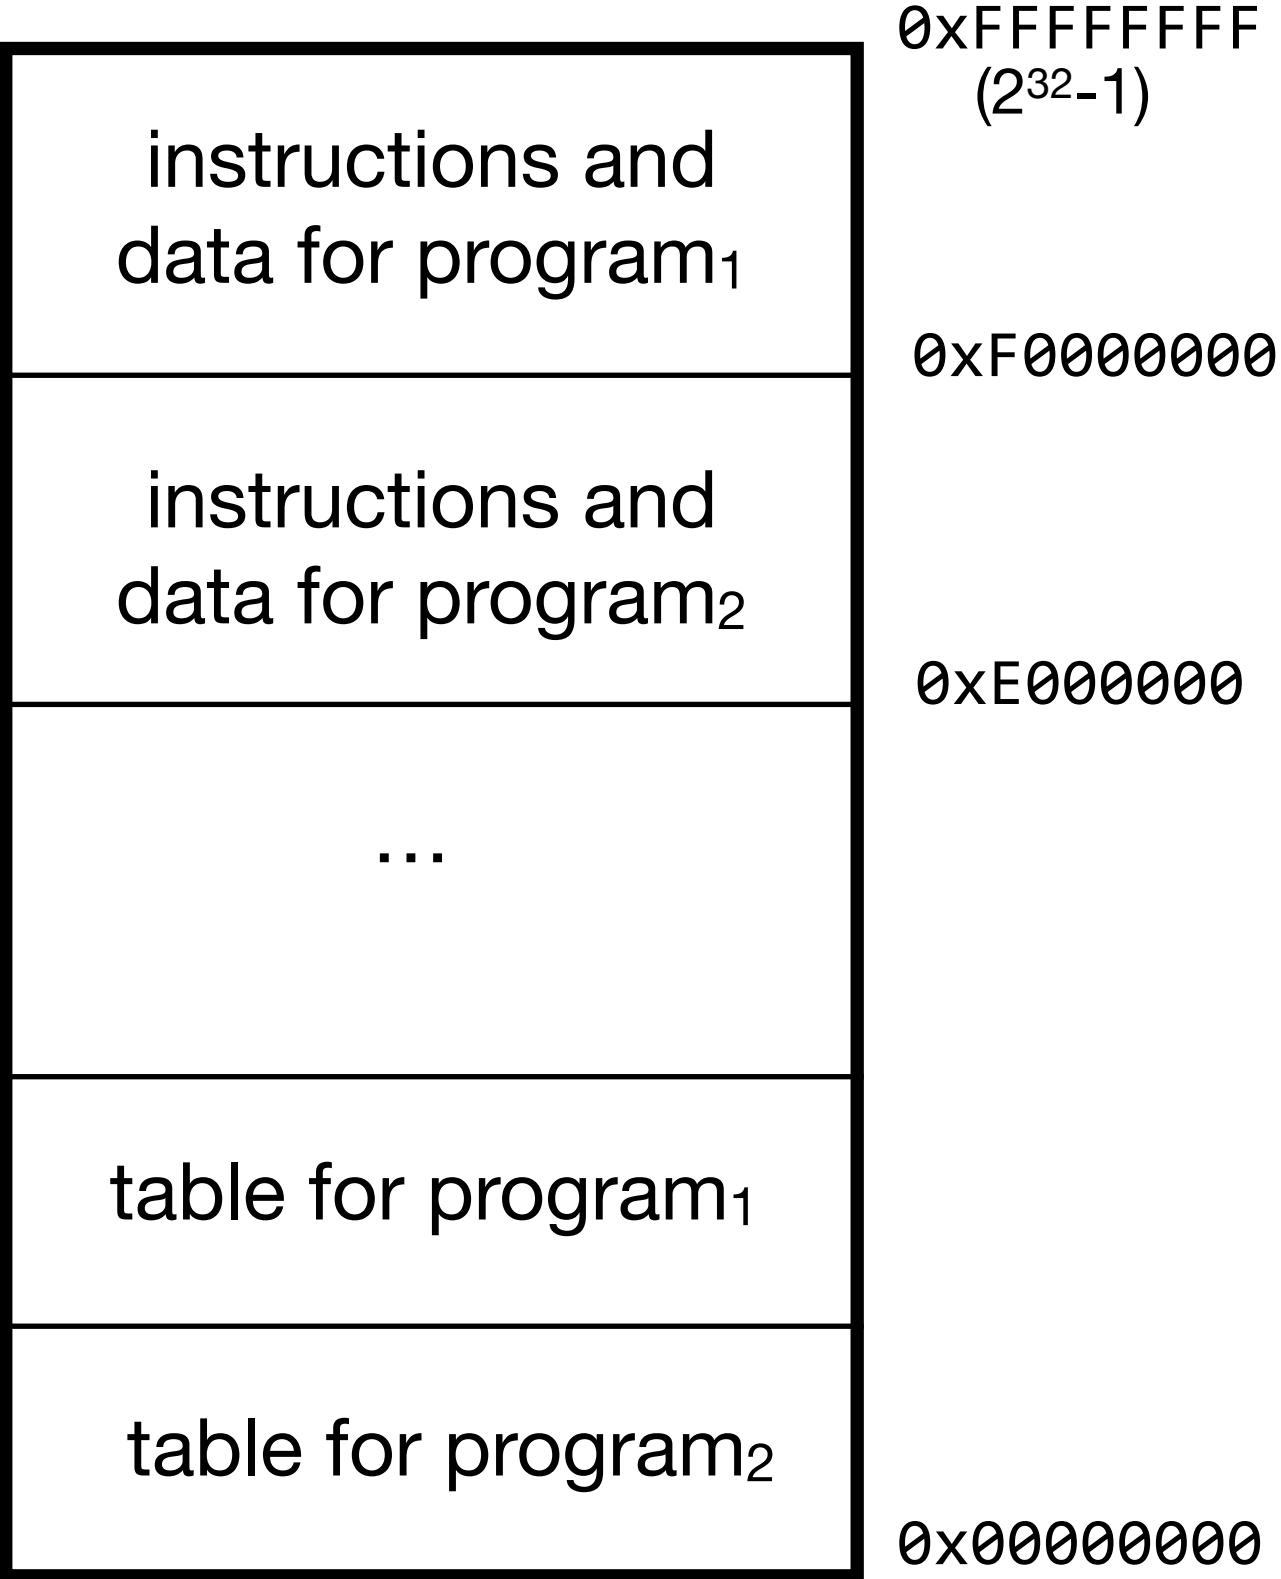 0xFFFFFFFF
(2³²-1)
instructions and
data for program₁
0xF0000000
instructions and
data for program₂
0xE000000
...
table for program₁
table for program₂
0x00000000